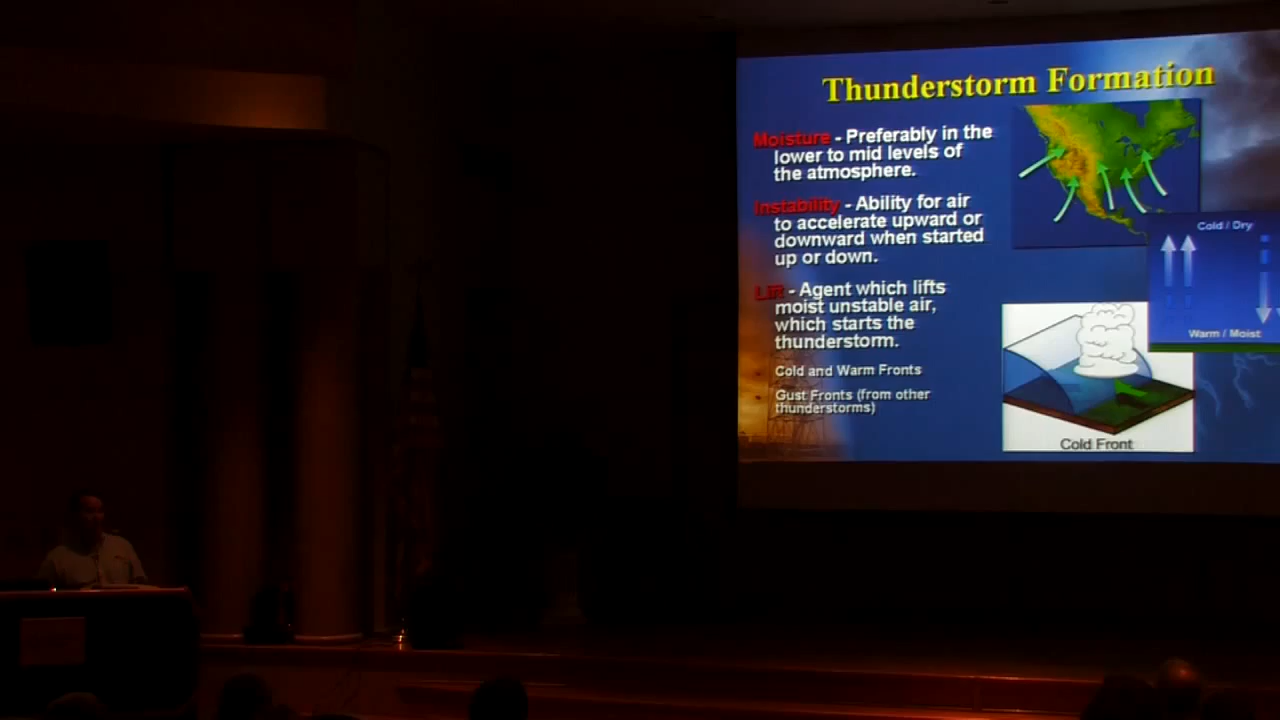 Thunderstorm Formation
Moisture - Preferably in the
lower to mid levels of
the atmosphere.
Instability - Ability for air
to accelerate upward or
downward when started
up or down.
Lift - Agent which lifts
moist unstable air,
which starts the
thunderstorm.
Cold and Warm Fronts
Gust Fronts (from other
thunderstorms)
Cold / Dry
Warm / Moist
Cold Front